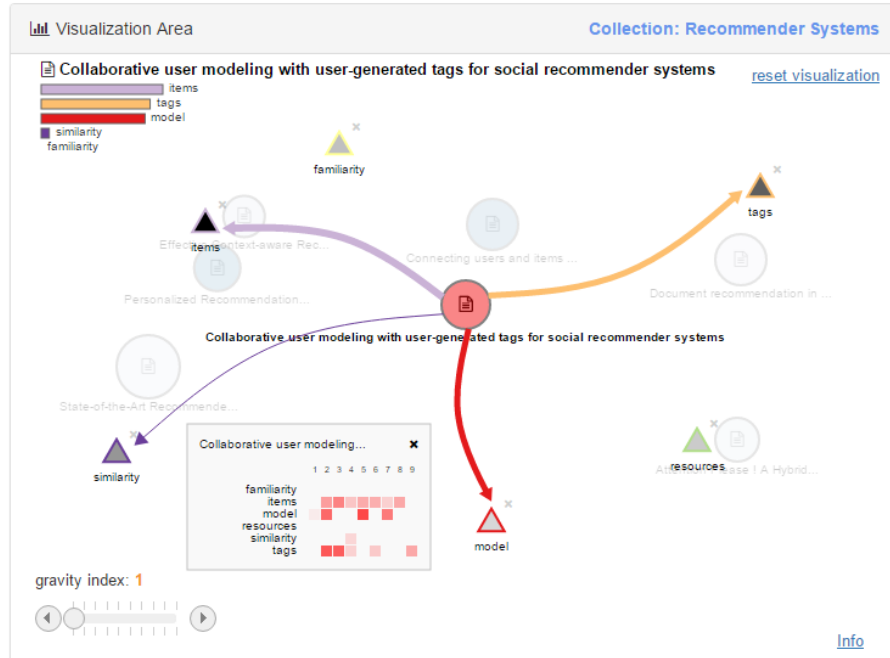 Visualization Area
Collection: Recommender Systems
Collaborative user modeling with user-generated tags for social recommender systems
reset visualization
items
tags
model
similarity
familiarity
familiarity
tags
items
Effective Context-aware Rec...
Connecting users and items ...
Personalized Recommendation...
Document recommendation in ...
Collaborative user modeling with user-generated tags for social recommender systems
State-of-the-Art Recommende...
similarity
resources
Collaborative user modeling...
1 2 3 4 5 6 7 8 9
familiarity
items
model
resources
similarity
tags
model
gravity index: 1
Info